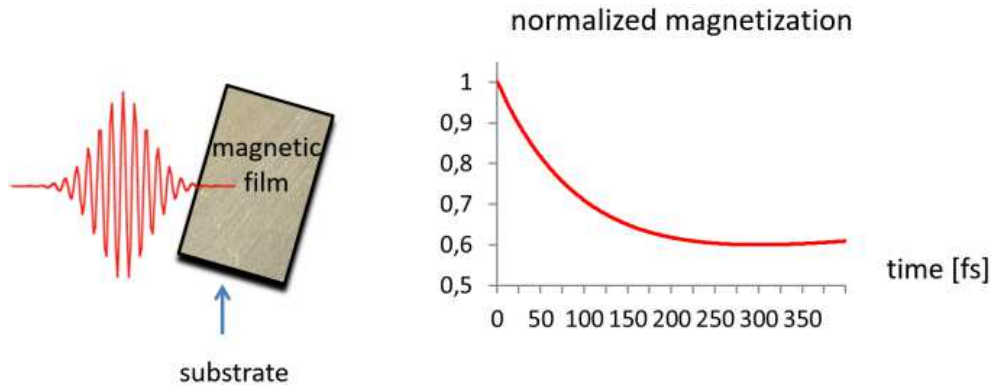 magnetic
film
substrate
normalized magnetization
1
0,9
0,8
0,7
0,6
0,5
0 50 100 150 200 250 300 350
time [fs]